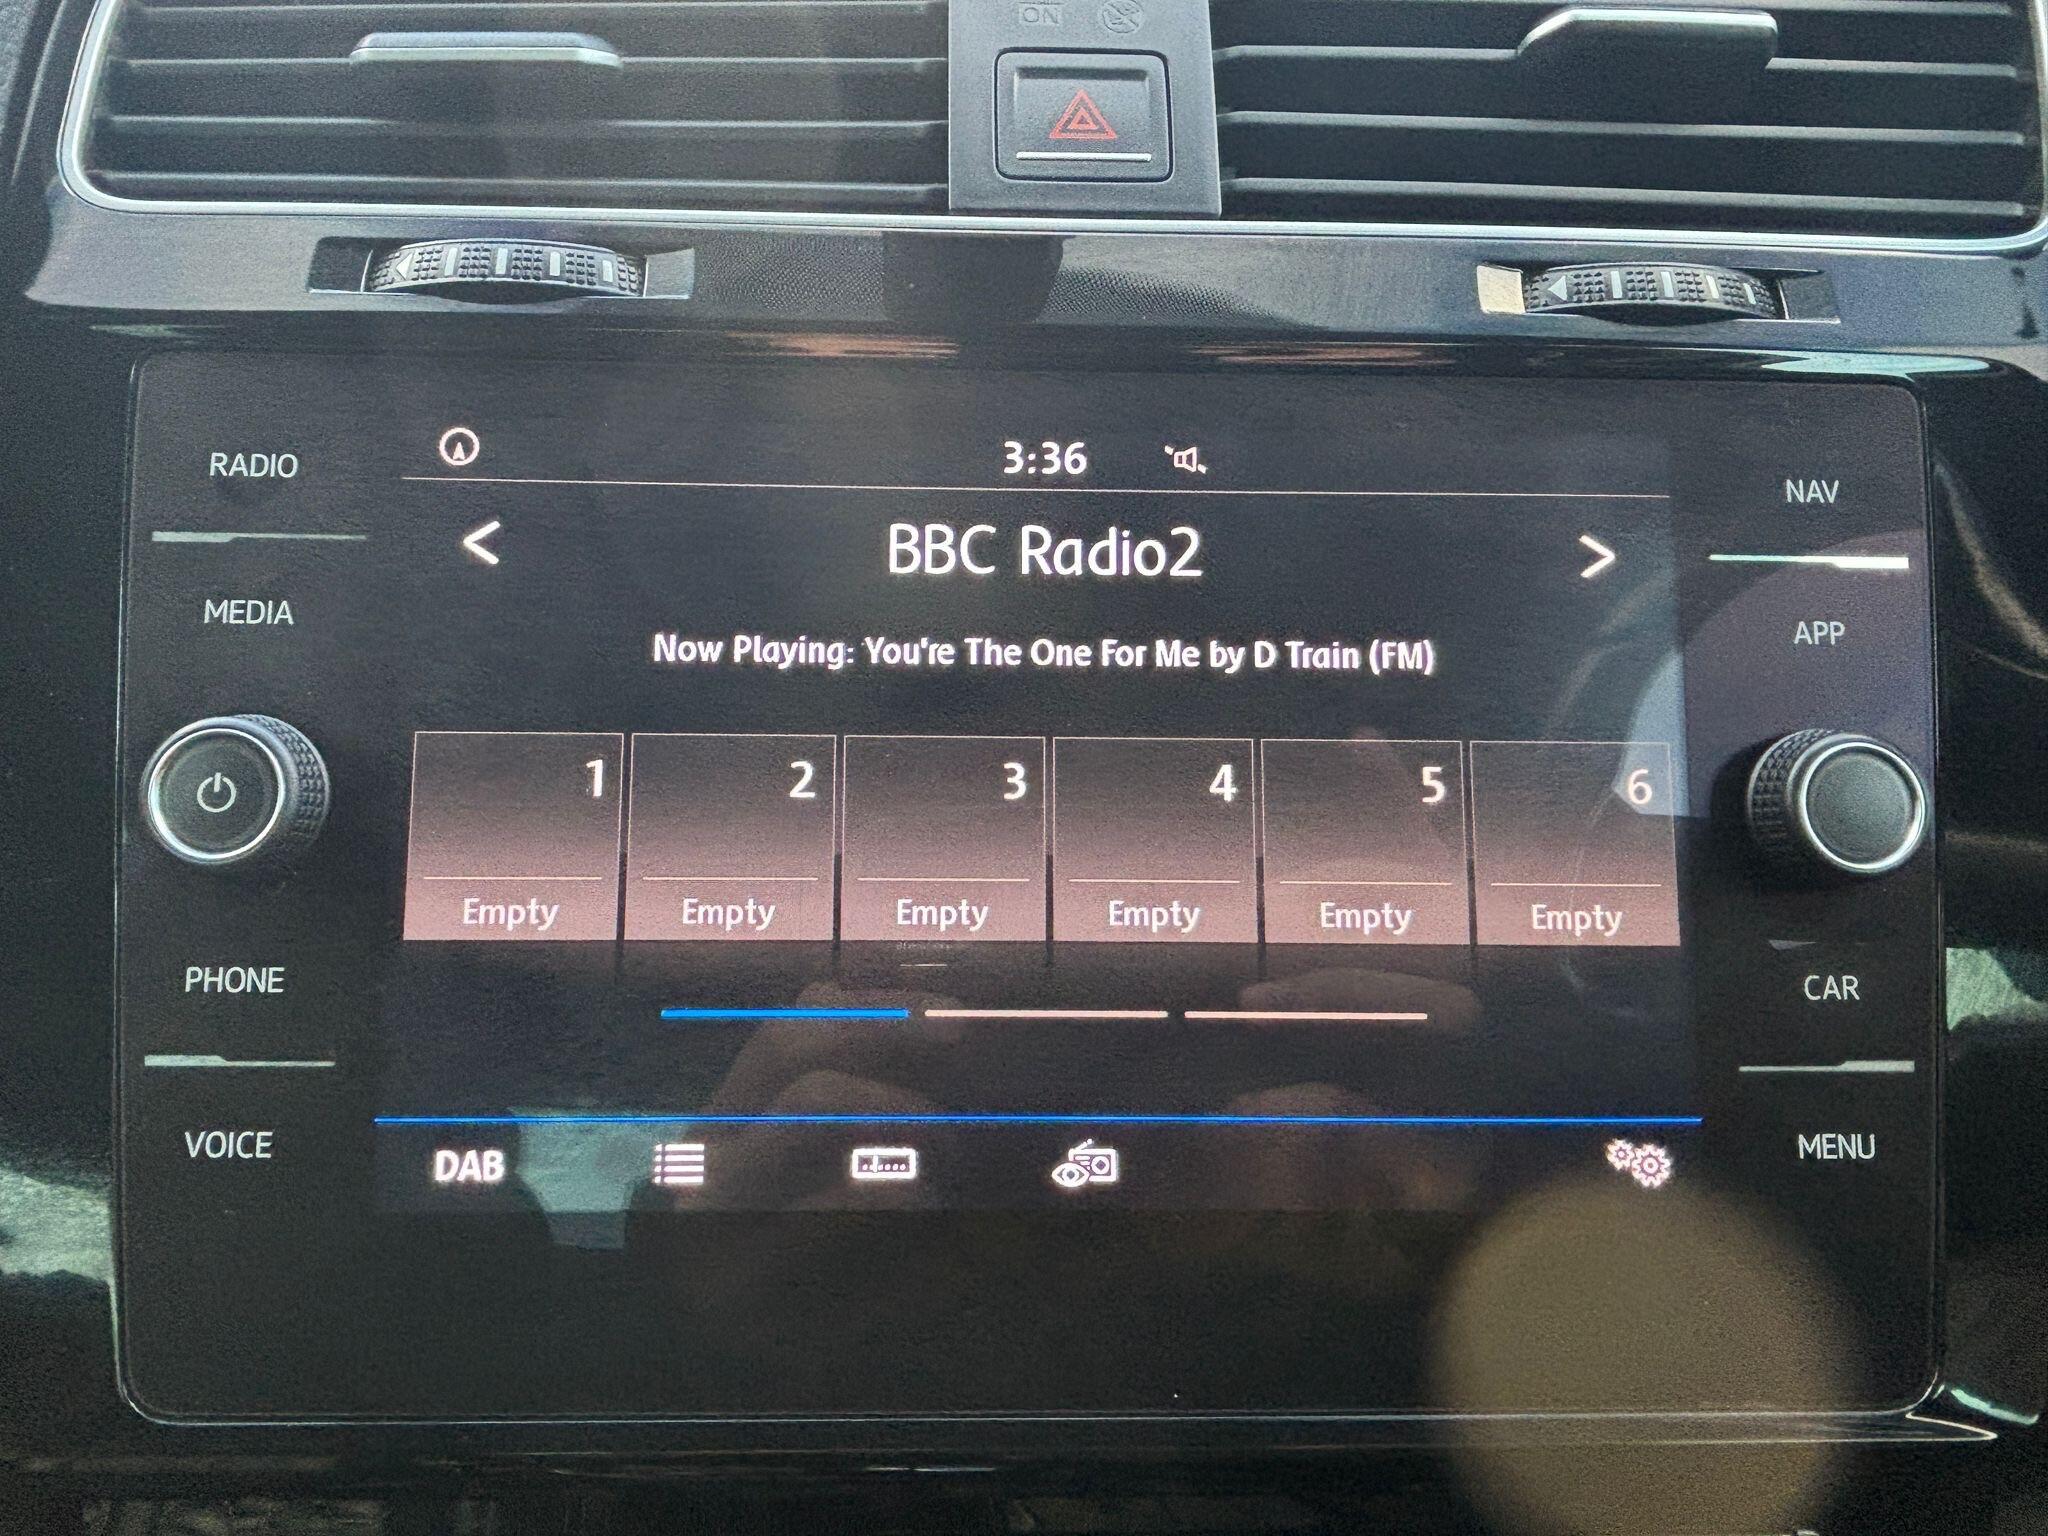 ON
3:36
RADIO
NAV
BBC Radio2
MEDIA
APP
Now Playing: You're The One For Me by D Train (FM)
1 2 3 4 5 6
Empty Empty Empty Empty Empty Empty
PHONE
CAR
VOICE
DAB
MENU